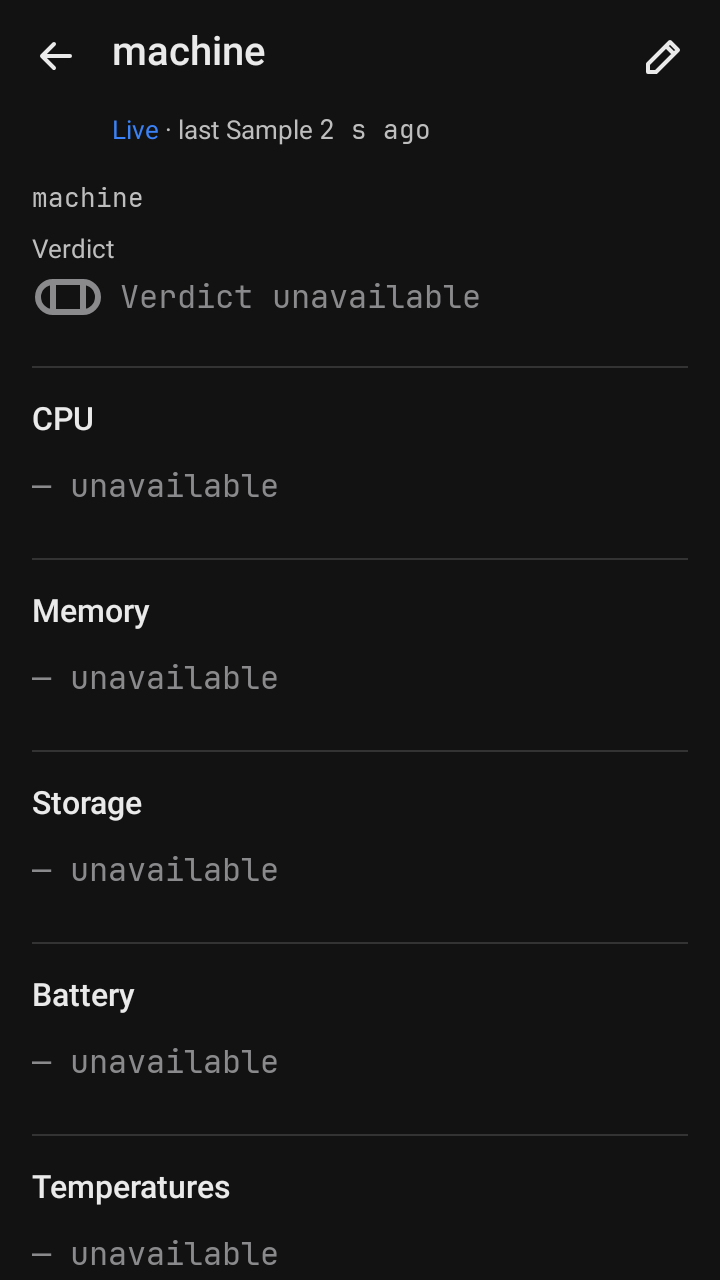 machine
Live · last Sample 2 s ago
machine
Verdict
Verdict unavailable
CPU
— unavailable
Memory
— unavailable
Storage
— unavailable
Battery
— unavailable
Temperatures
— unavailable